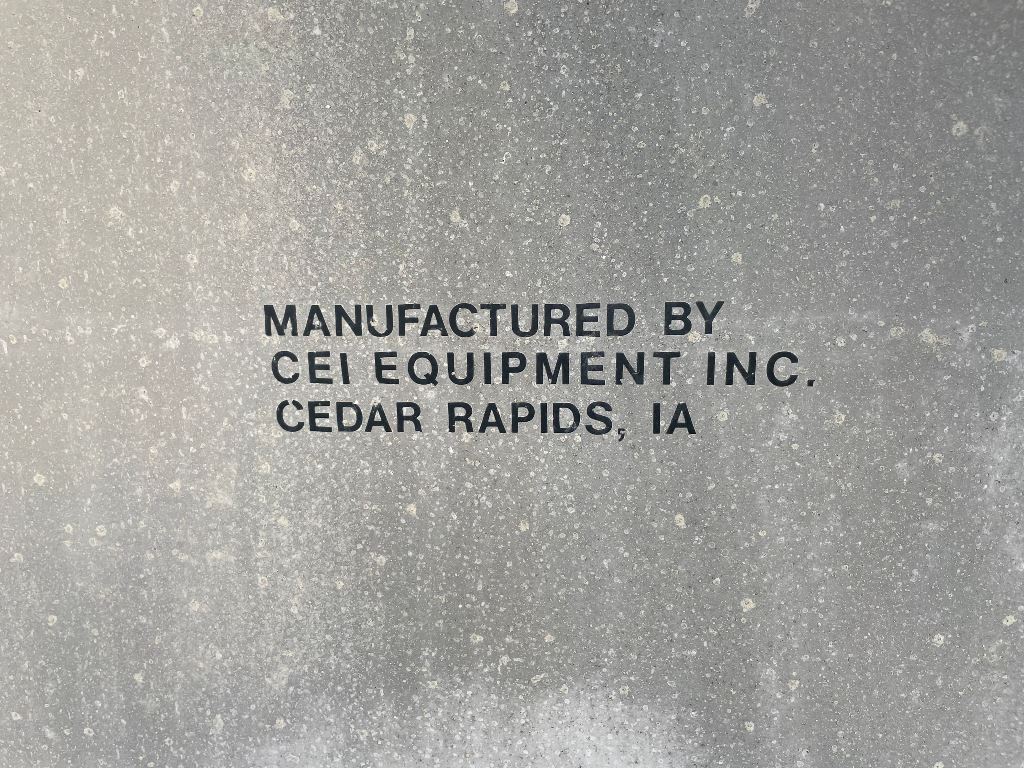 MANUFACTURED BY
CEI EQUIPMENT INC.
CEDAR RAPIDS, IA